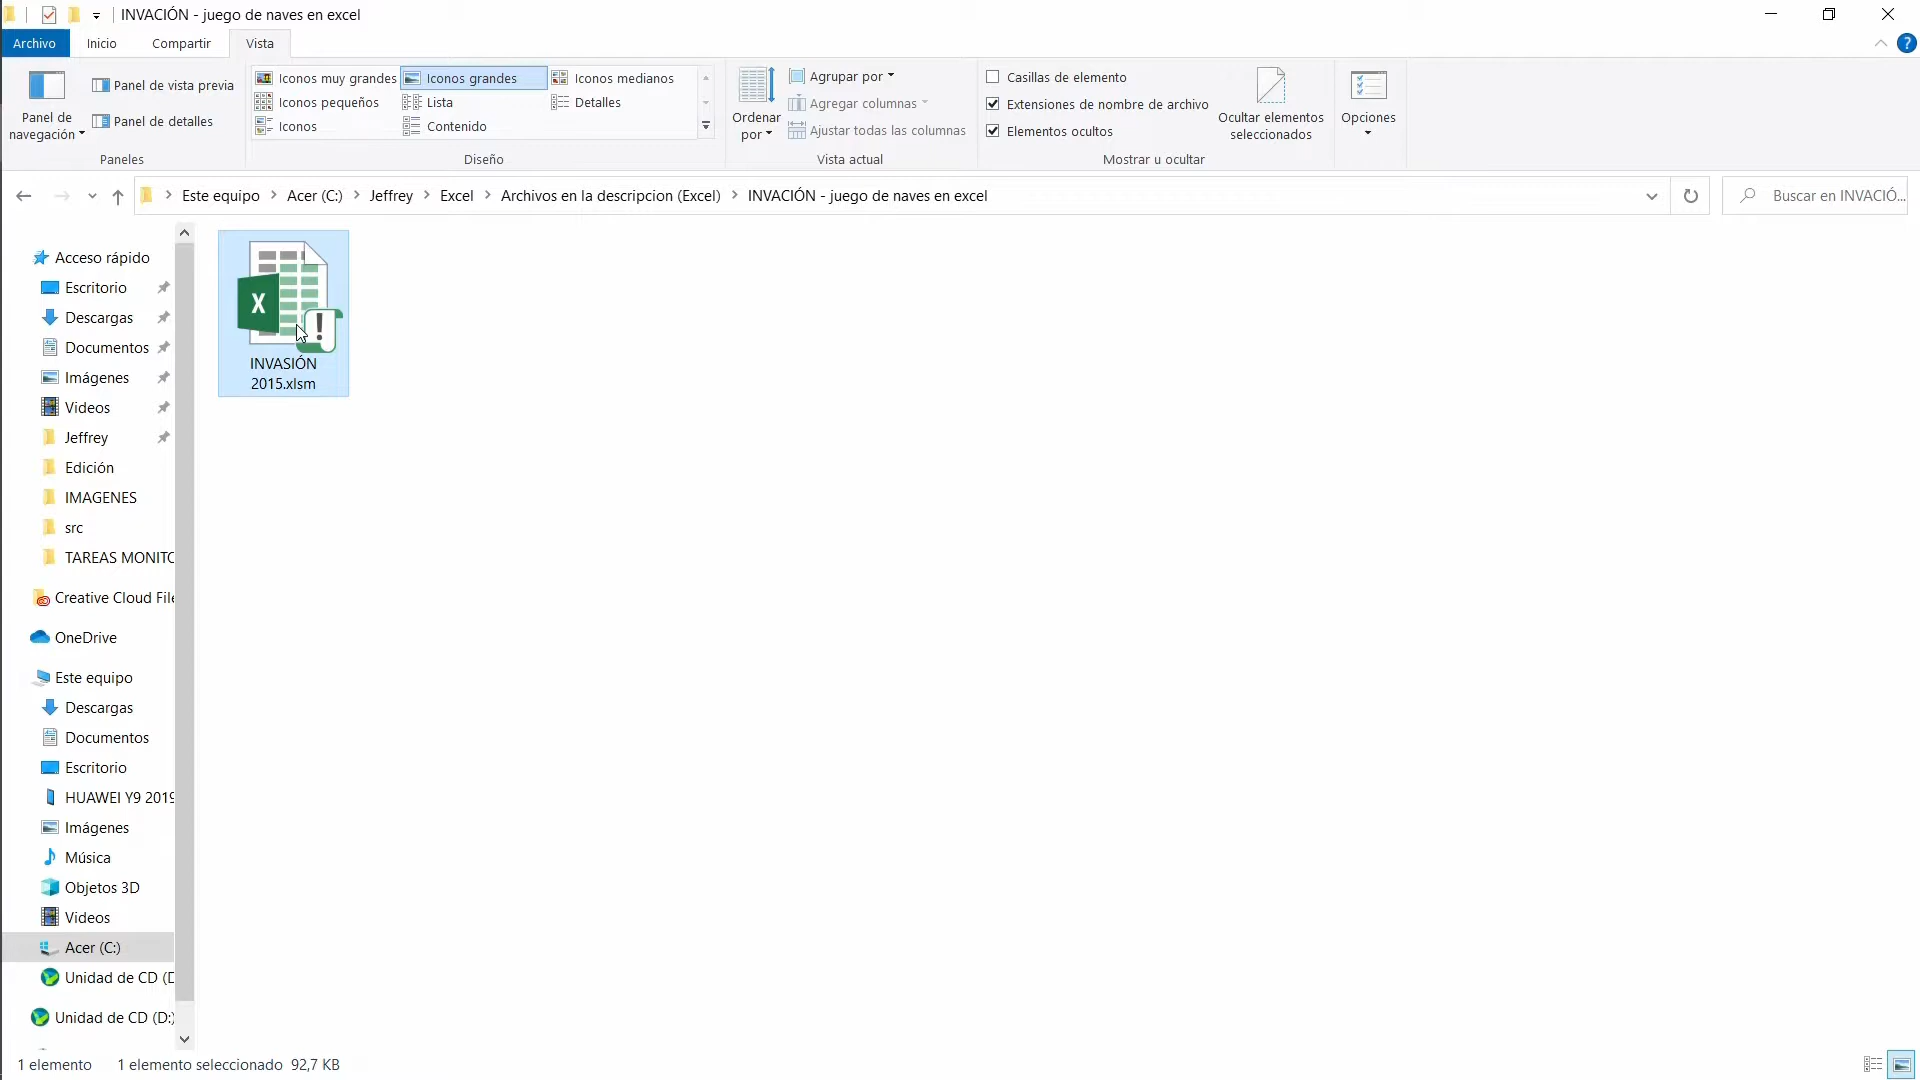 INVACIÓN - juego de naves en excel
Archivo
Inicio
Compartir
Vista
?
Panel de navegación
Panel de vista previa
Panel de detalles
Paneles
Iconos muy grandes
Iconos grandes
Iconos medianos
Iconos pequeños
Lista
Detalles
Iconos
Contenido
Diseño
Ordenar por
Agrupar por
Agregar columnas
Ajustar todas las columnas
Vista actual
Casillas de elemento
Extensiones de nombre de archivo
Elementos ocultos
Ocultar elementos seleccionados
Mostrar u ocultar
Opciones
Este equipo > Acer (C:) > Jeffrey > Excel > Archivos en la descripcion (Excel) > INVACIÓN - juego de naves en excel
Buscar en INVACIÓ...
Acceso rápido
Escritorio
Descargas
Documentos
Imágenes
Videos
Jeffrey
Edición
IMAGENES
src
TAREAS MONITO
Creative Cloud File
OneDrive
Este equipo
Descargas
Documentos
Escritorio
HUAWEI Y9 2019
Imágenes
Música
Objetos 3D
Videos
Acer (C:)
Unidad de CD (D
Unidad de CD (D:)
X
INVASIÓN
2015.xlsm
1 elemento
1 elemento seleccionado 92,7 KB